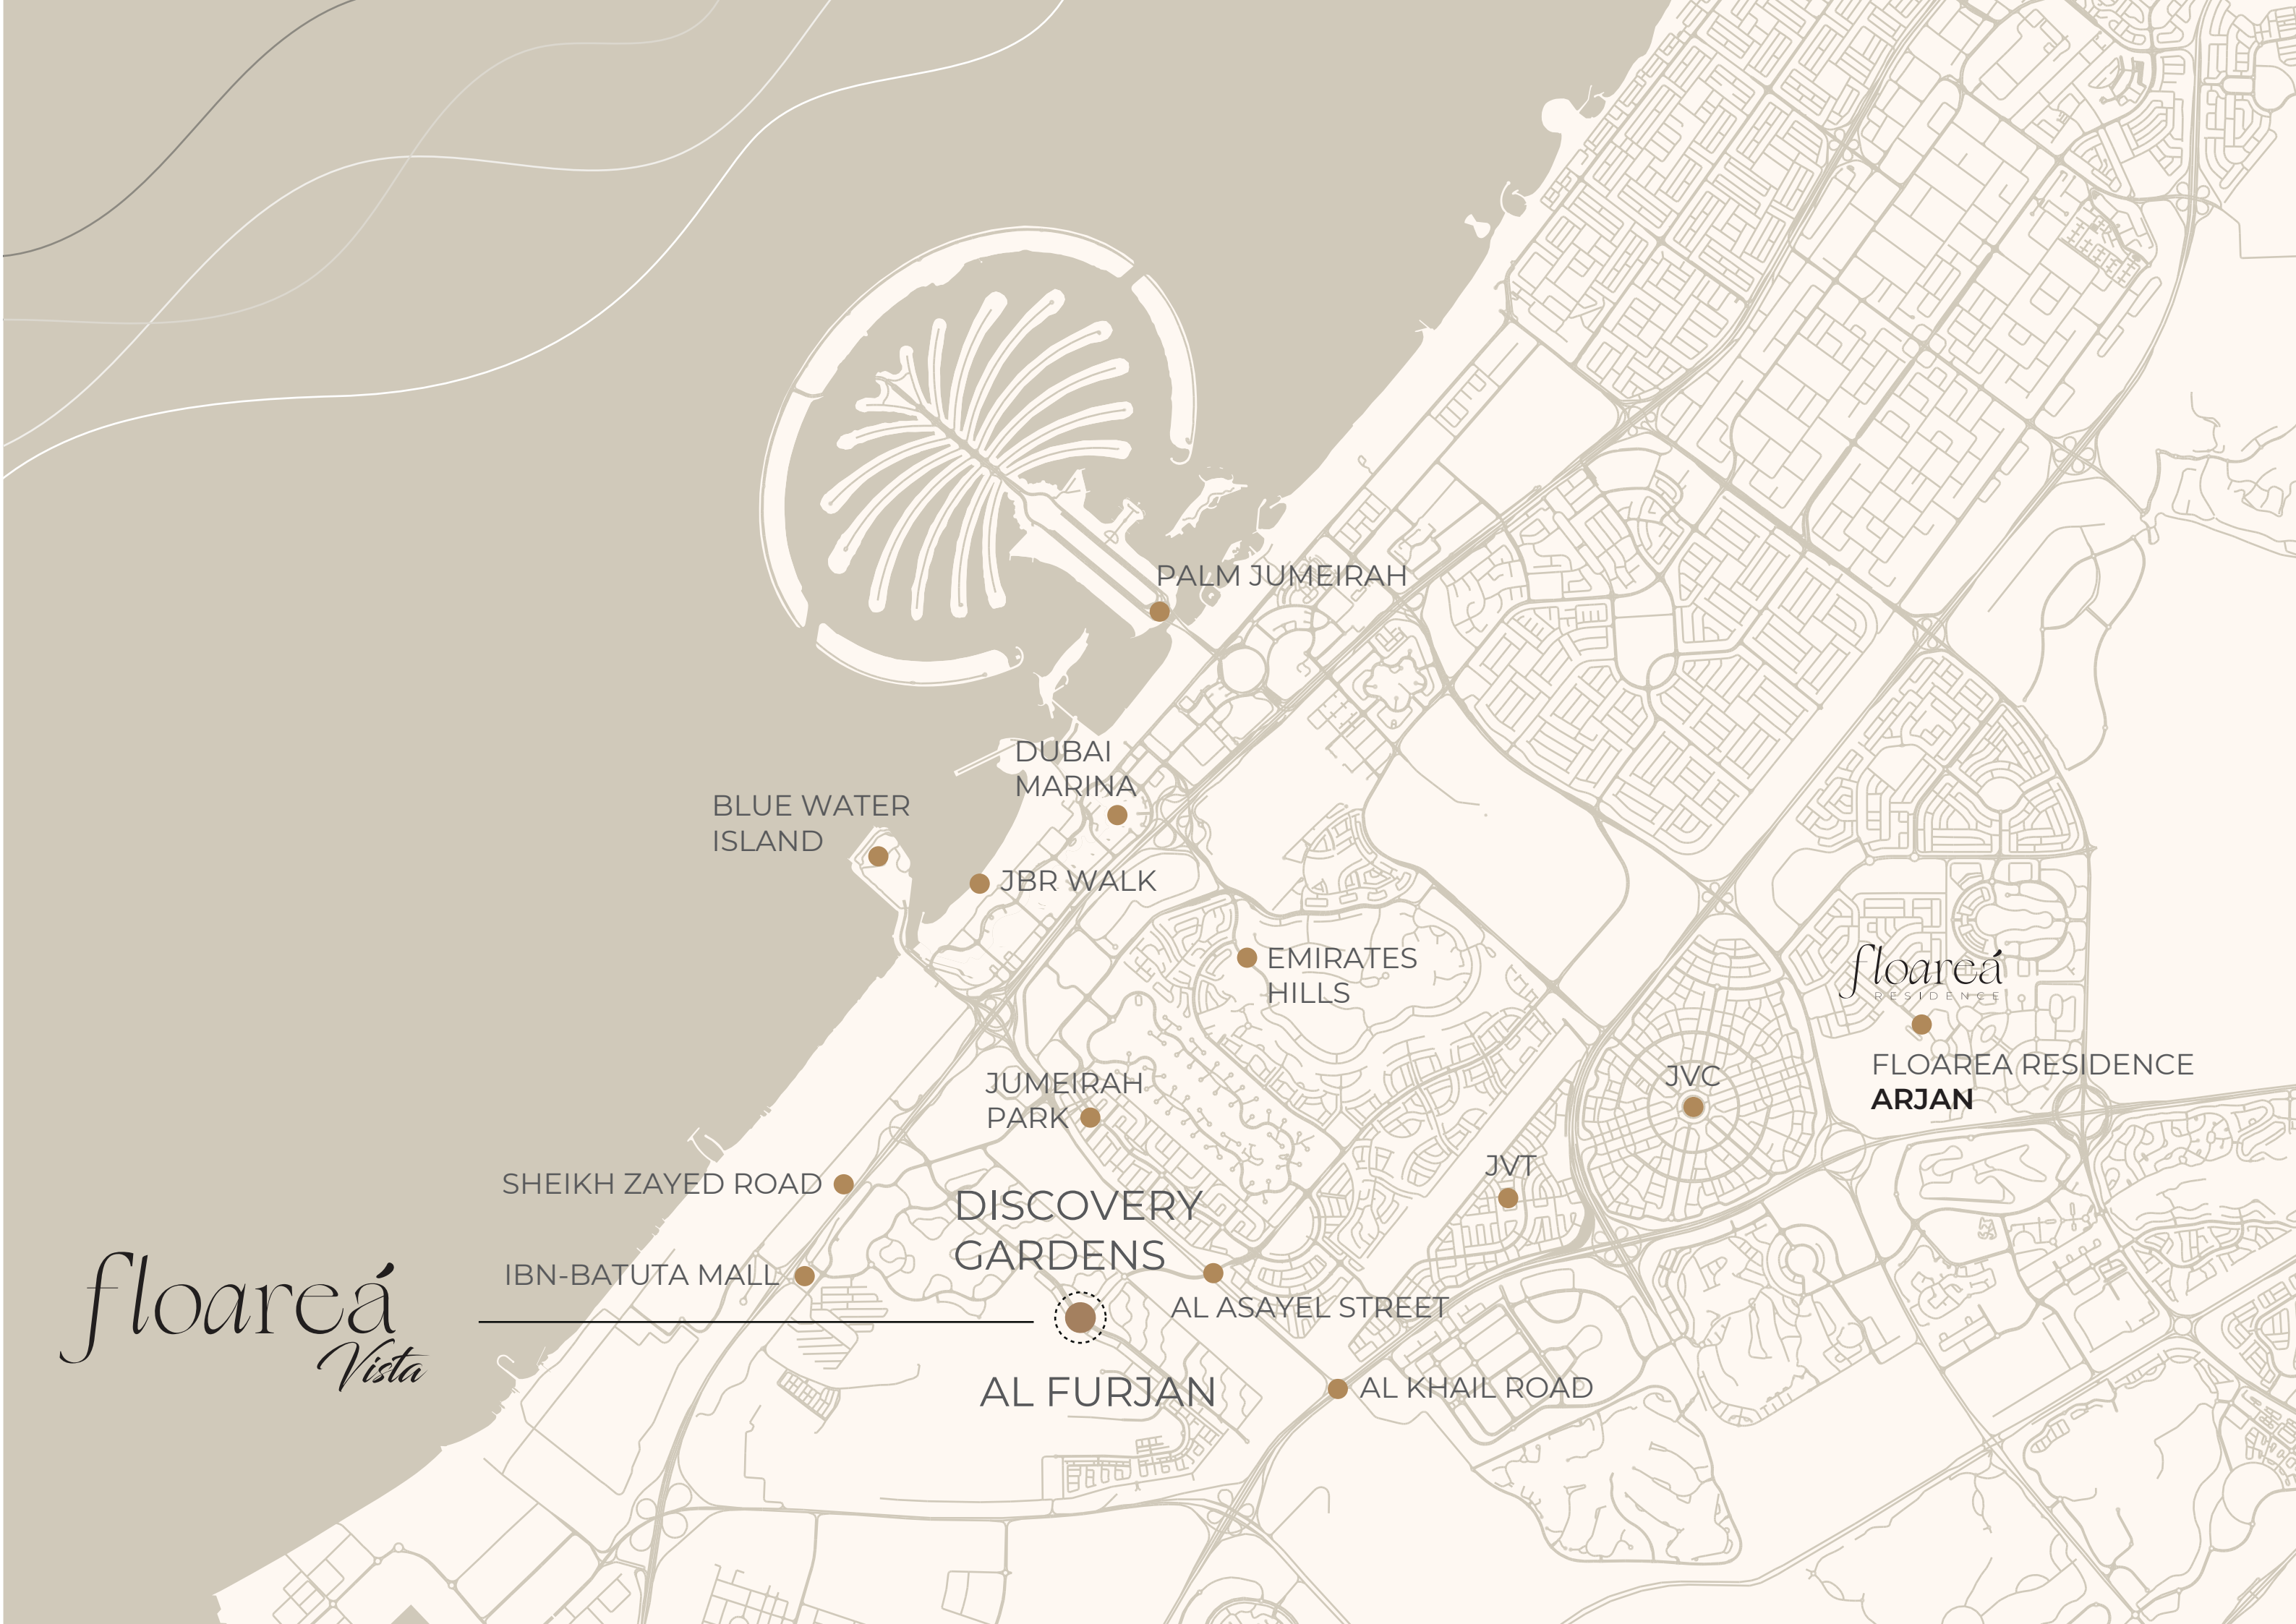 PALM JUMEIRAH
DUBAI
MARINA
BLUE WATER
ISLAND
JBR WALK
EMIRATES
HILLS
floareá
RESIDENCE
FLOAREA RESIDENCE
ARJAN
JVC
JUMEIRAH
PARK
JVT
SHEIKH ZAYED ROAD
DISCOVERY
GARDENS
IBN-BATUTA MALL
AL ASAYEL STREET
floareá
Vista
AL FURJAN
AL KHAIL ROAD